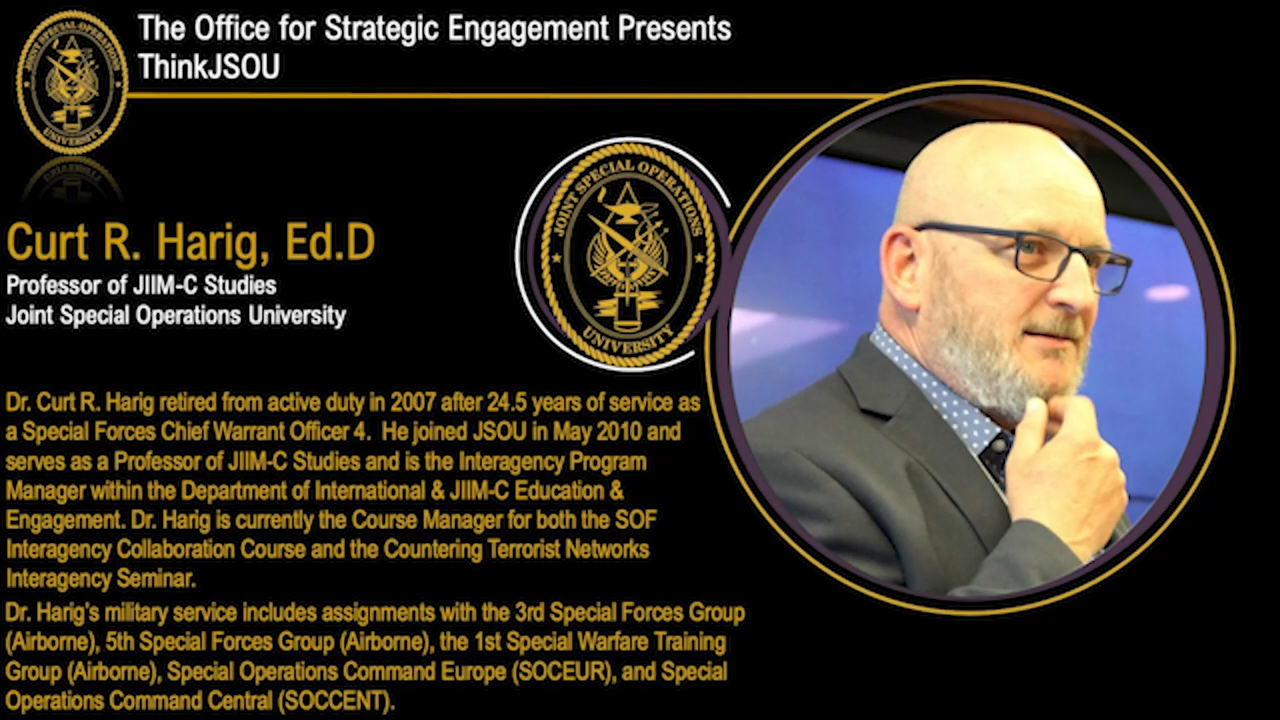 The Office for Strategic Engagement Presents
ThinkJSOU
JOINT SPECIAL OPERATIONS
UNIVERSITY
JOINT SPECIAL OPERATIONS
UNIVERSITY
Curt R. Harig, Ed.D
Professor of JIIM-C Studies
Joint Special Operations University
Dr. Curt R. Harig retired from active duty in 2007 after 24.5 years of service as
a Special Forces Chief Warrant Officer 4.  He joined JSOU in May 2010 and
serves as a Professor of JIIM-C Studies and is the Interagency Program
Manager within the Department of International & JIIM-C Education &
Engagement. Dr. Harig is currently the Course Manager for both the SOF
Interagency Collaboration Course and the Countering Terrorist Networks
Interagency Seminar.
Dr. Harig's military service includes assignments with the 3rd Special Forces Group
(Airborne), 5th Special Forces Group (Airborne), the 1st Special Warfare Training
Group (Airborne), Special Operations Command Europe (SOCEUR), and Special
Operations Command Central (SOCCENT).